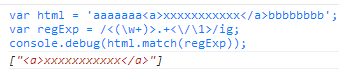 var html = 'aaaaaaa<a>xxxxxxxxxxx</a>bbbbbbbb';
var regExp = /<(\w+)>.+<\/\1>/ig;
console.debug(html.match(regExp));
["<a>xxxxxxxxxxx</a>"]